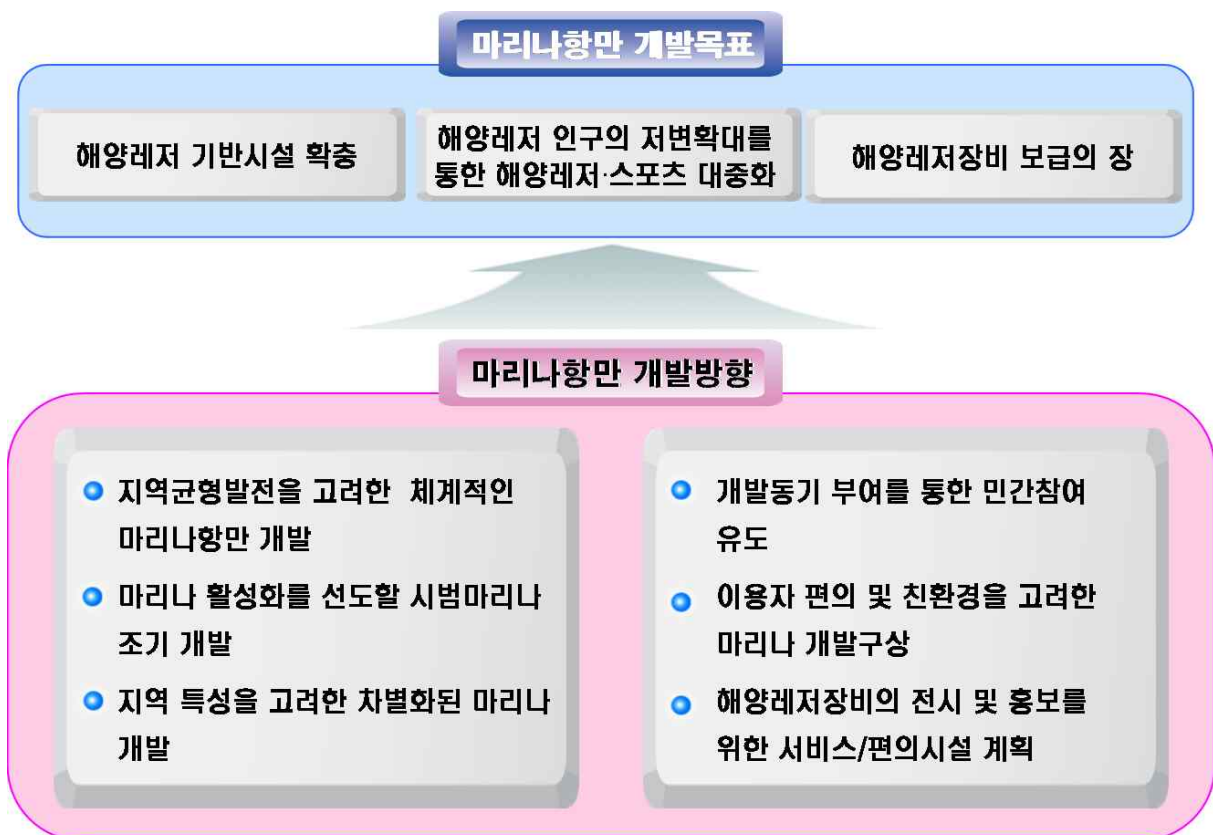 마리나항만 개발목표
해양레저 기반시설 확충
해양레저 인구의 저변확대를
통한 해양레저·스포츠 대중화
해양레저장비 보급의 장
마리나항만 개발방향
지역균형발전을 고려한 체계적인
마리나항만 개발
마리나 활성화를 선도할 시범마리나
조기 개발
지역 특성을 고려한 차별화된 마리나
개발
개발동기 부여를 통한 민간참여
유도
이용자 편의 및 친환경을 고려한
마리나 개발구상
해양레저장비의 전시 및 홍보를
위한 서비스/편의시설 계획